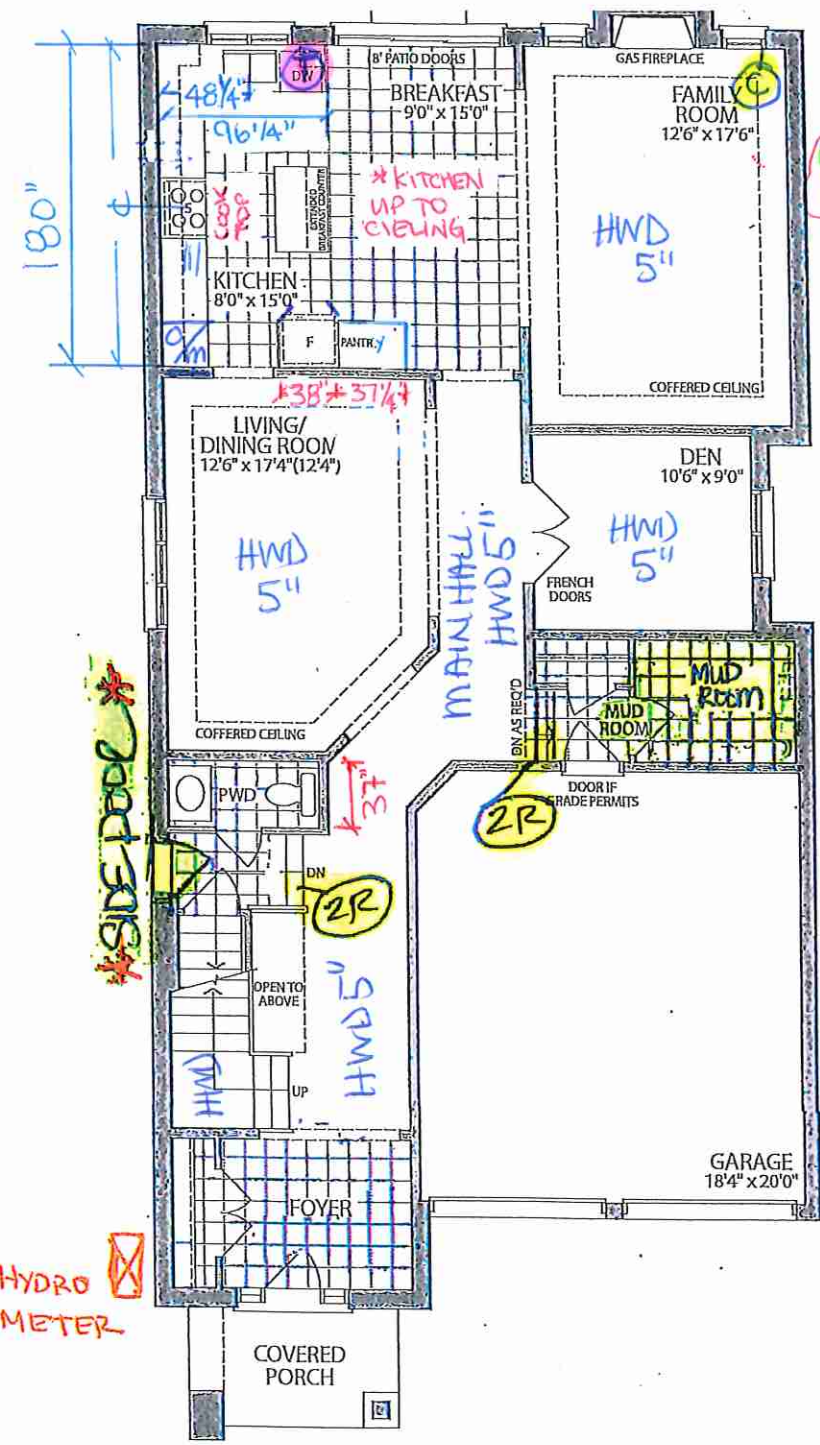 8' PATIO DOORS
GAS FIREPLACE
DW
BREAKFAST
9'0" x 15'0"
FAMILY
ROOM
12'6" x 17'6"
C
48 1/4"
96 1/4"
180"
C
COOK
TOP
S
EXTENDED
BREAKFAST COUNTER
* KITCHEN
UP TO
CIELING
HWD
5"
KITCHEN
8'0" x 15'0"
O/M
F
PANTRY
*38"* 37 1/4"*
COFFERED CEILING
LIVING/
DINING ROOM
12'6" x 17'4"(12'4")
DEN
10'6" x 9'0"
HWD
5"
HWD
5"
MAIN HALL
HWD 5"
FRENCH
DOORS
COFFERED CEILING
DN AS REQ'D
MUD
ROOM
MUD
ROOM
DOOR IF
GRADE PERMITS
2R
PWD
37"
*SIDE DOOR*
DN
2R
OPEN TO
ABOVE
HWD 5"
HWD
UP
GARAGE
18'4" x 20'0"
FOYER
HYDRO
METER
COVERED
PORCH